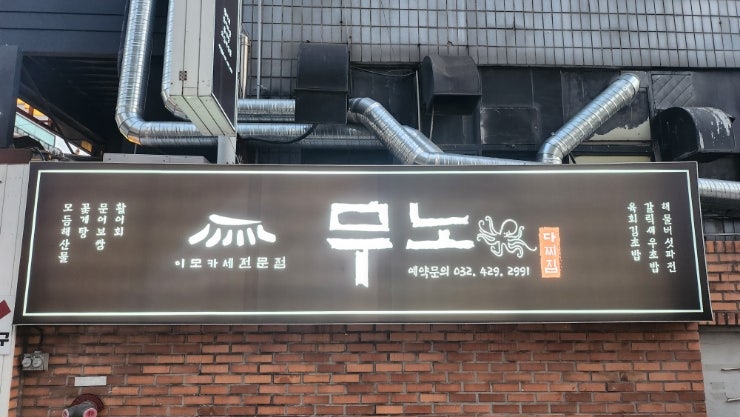 활어회
문어보쌈
꽃게탕
모듬해산물
이모카세전문점
무노
예약문의 032. 429. 2991
다찌집
해물버섯파전
갈릭새우초밥
육회김초밥